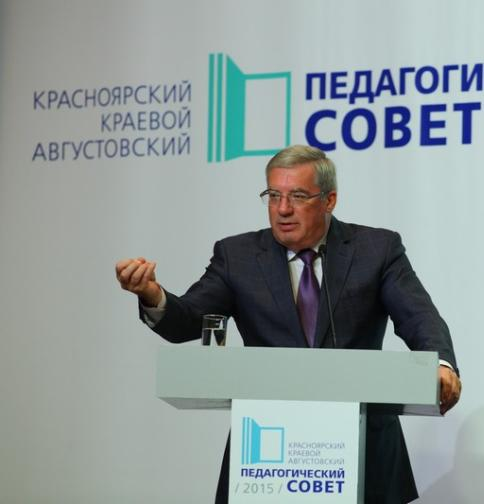 КРАСНОЯРСКИЙ
КРАЕВОЙ
АВГУСТОВСКИЙ
ПЕДАГОГИ
СОВЕТ
КРАСНОЯРСКИЙ
КРАЕВОЙ
АВГУСТОВСКИЙ
ПЕДАГОГИЧЕСКИЙ
/ 2015 / СОВЕТ